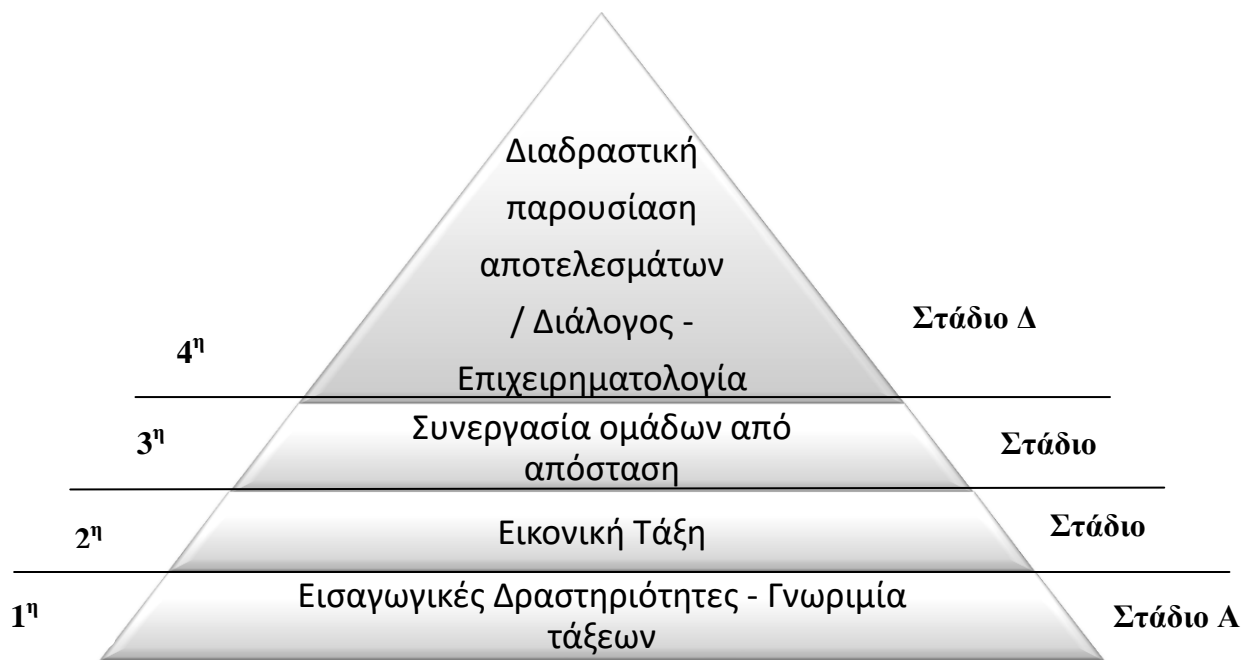 Διαδραστική
παρουσίαση
αποτελεσμάτων
/ Διάλογος -
Επιχειρηματολογία
4η
Στάδιο Δ
Συνεργασία ομάδων από
απόσταση
3η
Στάδιο
Εικονική Τάξη
2η
Στάδιο
Εισαγωγικές Δραστηριότητες - Γνωριμία
τάξεων
1η
Στάδιο Α